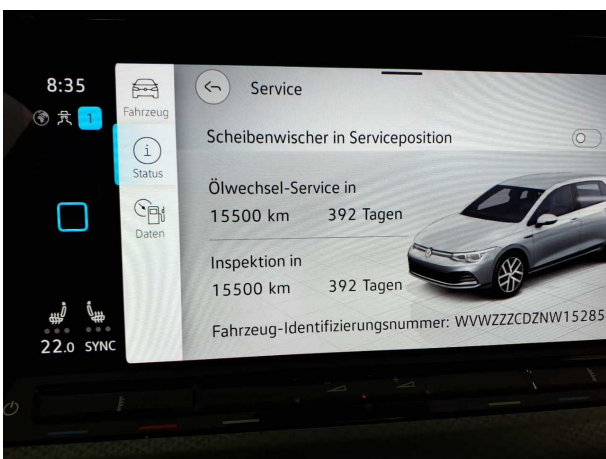 8:35
1
Fahrzeug
Status
Daten
22.0 SYNC
Service
Scheibenwischer in Serviceposition
Ölwechsel-Service in
15500 km 392 Tagen
Inspektion in
15500 km 392 Tagen
Fahrzeug-Identifizierungsnummer: WVWZZZCDZNW15285